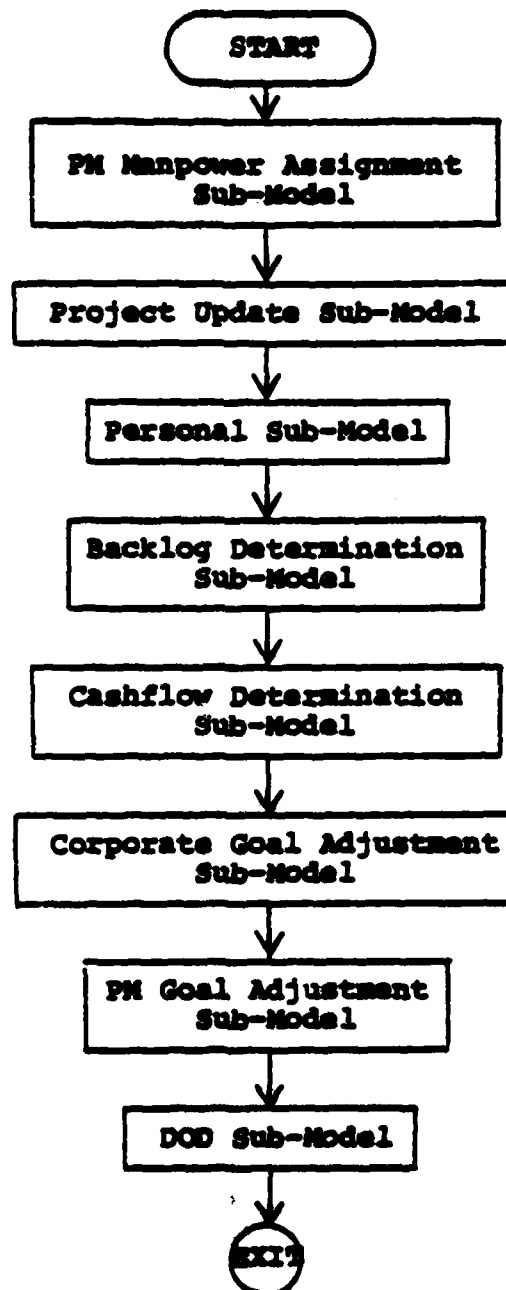 START
PM Manpower Assignment
Sub-Model
Project Update Sub-Model
Personal Sub-Model
Backlog Determination
Sub-Model
Cashflow Determination
Sub-Model
Corporate Goal Adjustment
Sub-Model
PM Goal Adjustment
Sub-Model
DOD Sub-Model
EXIT